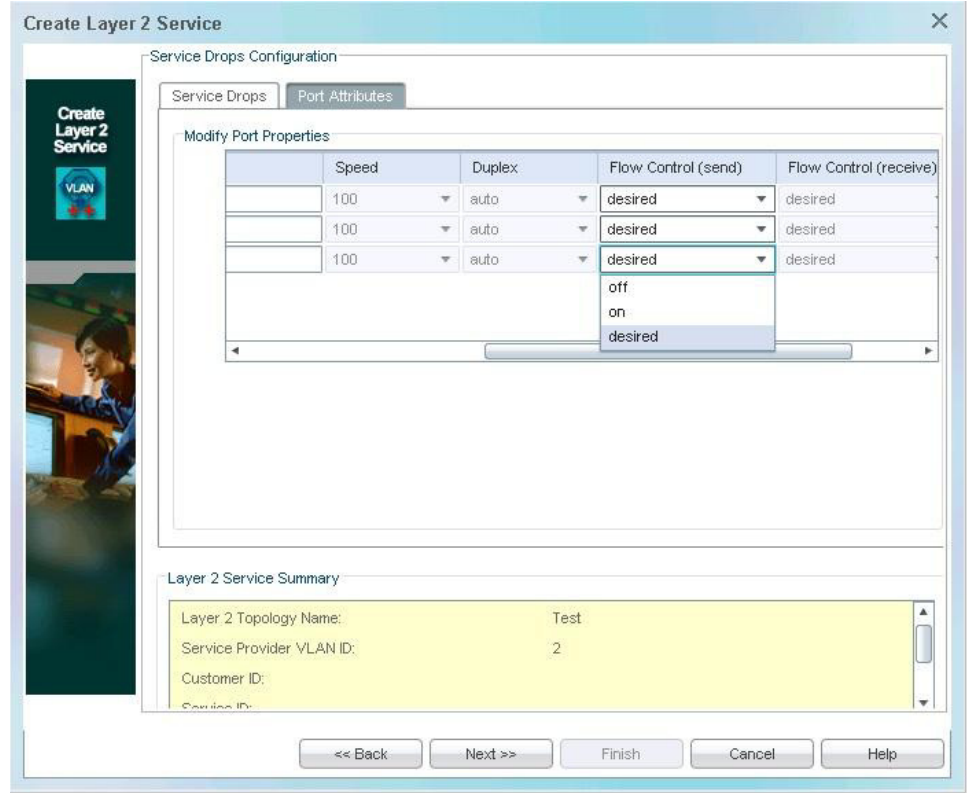 Create Layer 2 Service
Service Drops Configuration
Create
Layer 2
Service
VLAN
Service Drops Port Attributes
Modify Port Properties
Speed Duplex Flow Control (send) Flow Control (receive)
100 auto desired desired
100 auto desired desired
100 auto desired desired
off
on
desired
Layer 2 Service Summary
Layer 2 Topology Name: Test
Service Provider VLAN ID: 2
Customer ID:
Service ID:
<< Back Next >> Finish Cancel Help